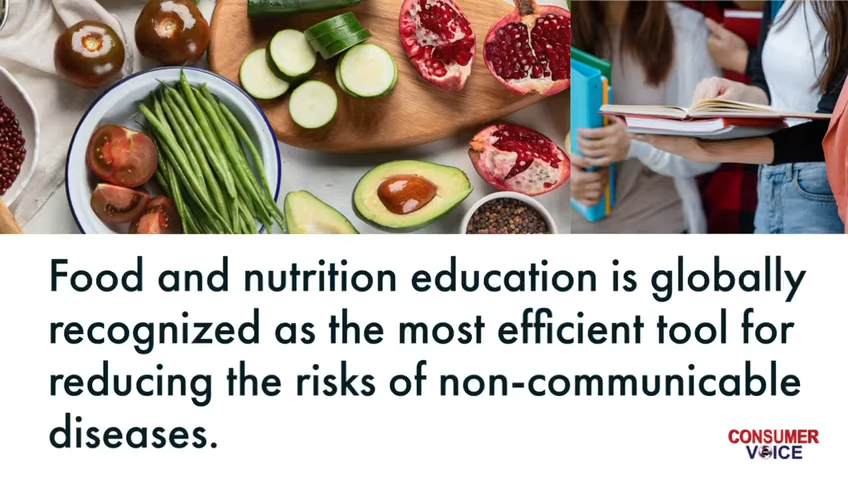 Food and nutrition education is globally
recognized as the most efficient tool for
reducing the risks of non-communicable
diseases.
CONSUMER
VOICE